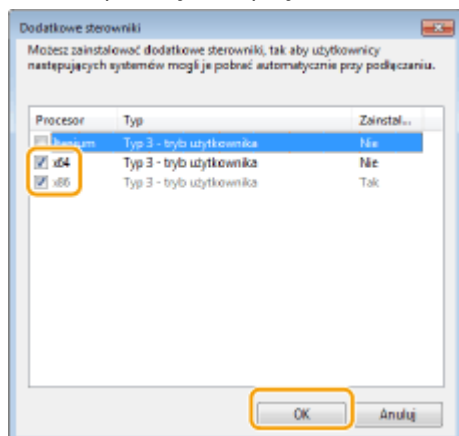 Dodatkowe sterowniki
Możesz zainstalować dodatkowe sterowniki, tak aby użytkownicy
następujących systemów mogli je pobrać automatycznie przy podłączaniu.
Procesor Typ Zainstal...
Itanium Typ 3 - tryb użytkownika Nie
x64 Typ 3 - tryb użytkownika Nie
x86 Typ 3 - tryb użytkownika Tak
OK Anuluj